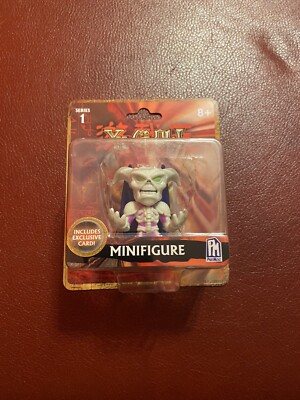 SERIES
1
8+
INCLUDES
EXCLUSIVE
CARD!
MINIFIGURE